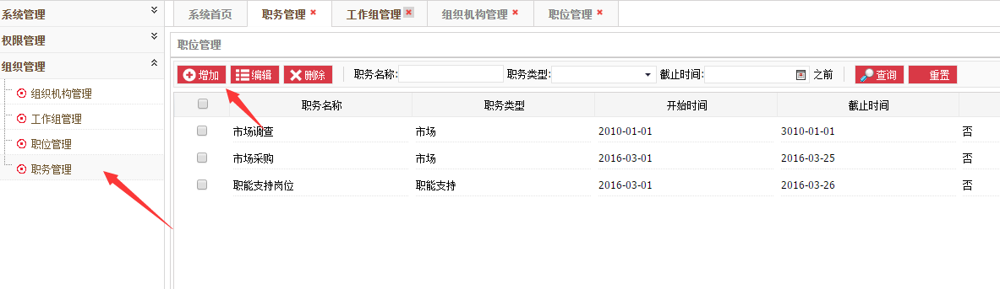 系统管理
权限管理
组织管理
组织机构管理
工作组管理
职位管理
职务管理
系统首页 职务管理 工作组管理 组织机构管理 职位管理
职位管理
增加 编辑 删除 职务名称: 职务类型: 截止时间: 之前 查询 重置
职务名称 职务类型 开始时间 截止时间
市场调查 市场 2010-01-01 3010-01-01 否
市场采购 市场 2016-03-01 2016-03-25 否
职能支持岗位 职能支持 2016-03-01 2016-03-26 否